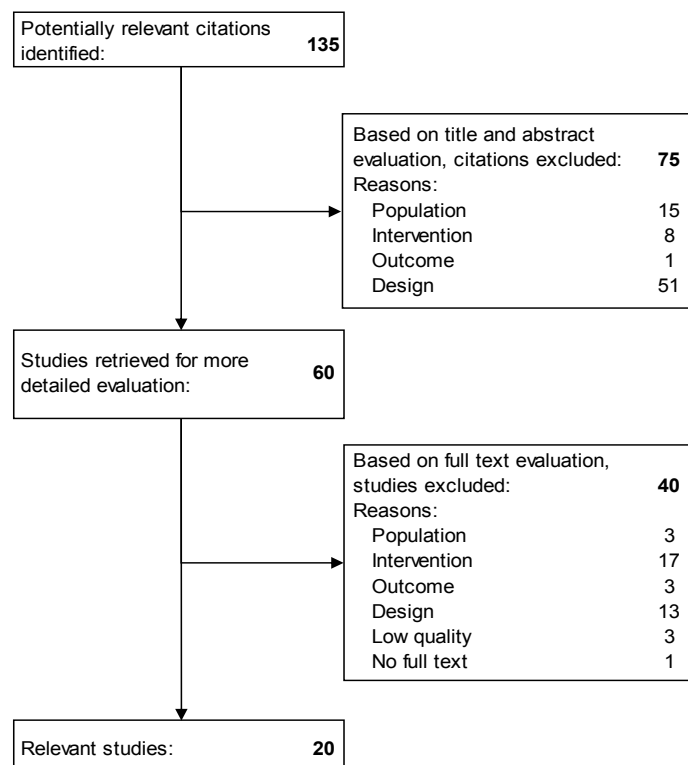 Potentially relevant citations
identified: 135
Based on title and abstract
evaluation, citations excluded: 75
Reasons:
Population 15
Intervention 8
Outcome 1
Design 51
Studies retrieved for more
detailed evaluation: 60
Based on full text evaluation,
studies excluded: 40
Reasons:
Population 3
Intervention 17
Outcome 3
Design 13
Low quality 3
No full text 1
Relevant studies: 20